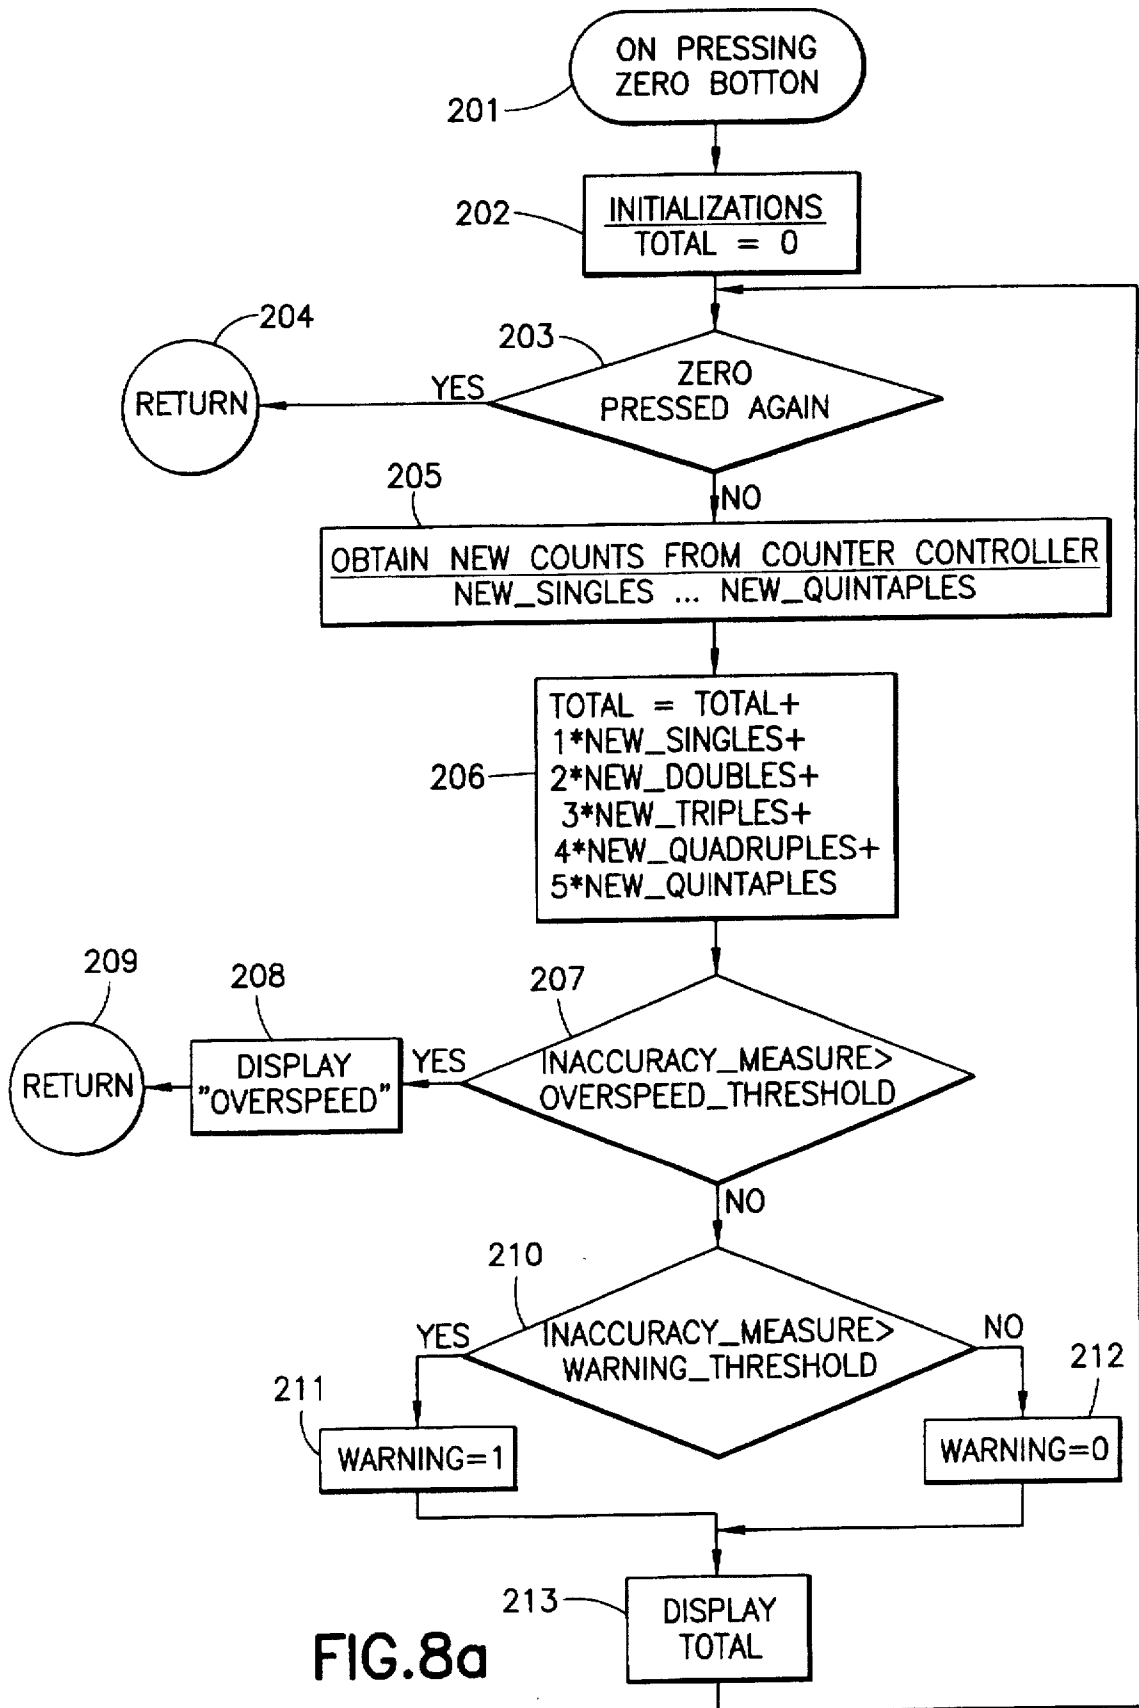 ON PRESSING
ZERO BOTTON
201
INITIALIZATIONS
TOTAL = 0
202
204
203
RETURN
YES
ZERO
PRESSED AGAIN
205
NO
OBTAIN NEW COUNTS FROM COUNTER CONTROLLER
NEW_SINGLES ... NEW_QUINTAPLES
206
TOTAL = TOTAL+
1*NEW_SINGLES+
2*NEW_DOUBLES+
3*NEW_TRIPLES+
4*NEW_QUADRUPLES+
5*NEW_QUINTAPLES
209
208
207
RETURN
DISPLAY
"OVERSPEED"
YES
INACCURACY_MEASURE>
OVERSPEED_THRESHOLD
NO
210
YES
INACCURACY_MEASURE>
WARNING_THRESHOLD
NO
211
212
WARNING=1
WARNING=0
213
DISPLAY
TOTAL
FIG.8a